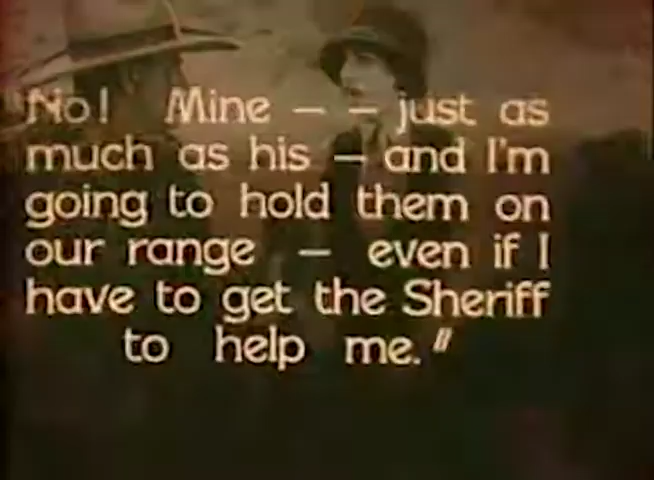 "No! Mine – – just as
much as his – and I'm
going to hold them on
our range – even if I
have to get the Sheriff
to help me."